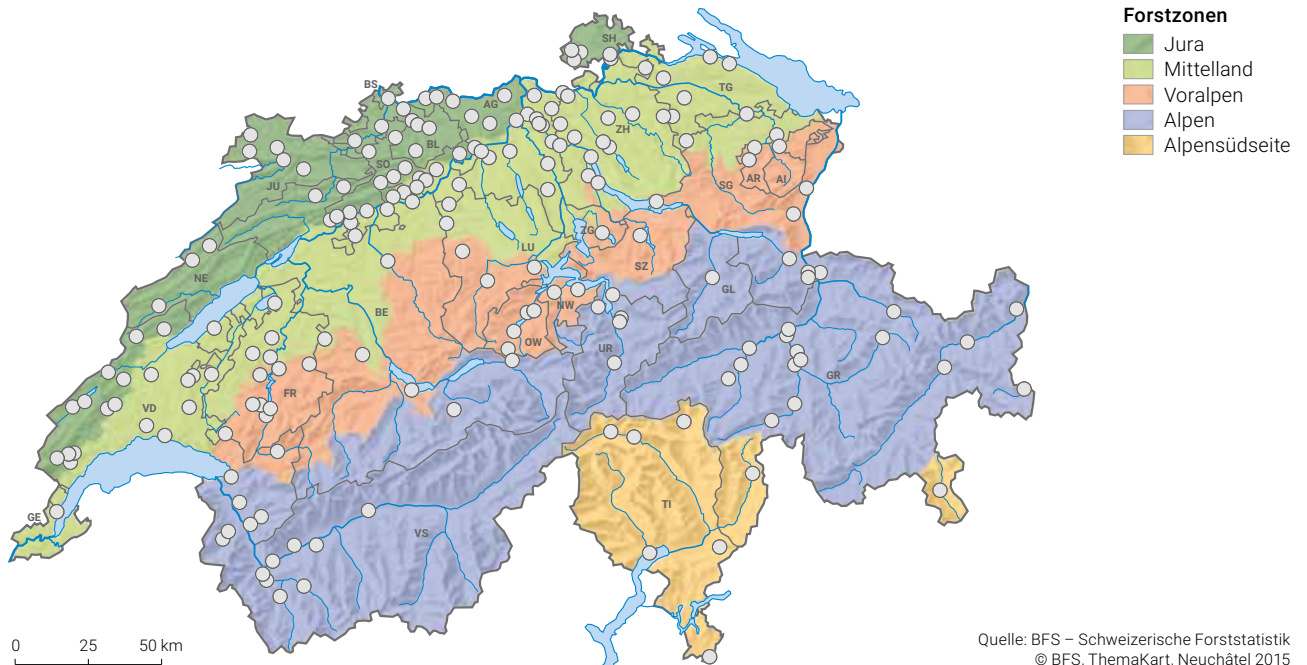 Forstzonen
Jura
Mittelland
Voralpen
Alpen
Alpensüdseite
SH
BS
AG
TG
ZH
BL
SO
JU
SG
AR
AI
ZG
LU
SZ
NE
GL
NW
BE
OW
UR
GR
FR
VD
TI
GE
VS
0 25 50 km
Quelle: BFS – Schweizerische Forststatistik
© BFS, ThemaKart, Neuchâtel 2015